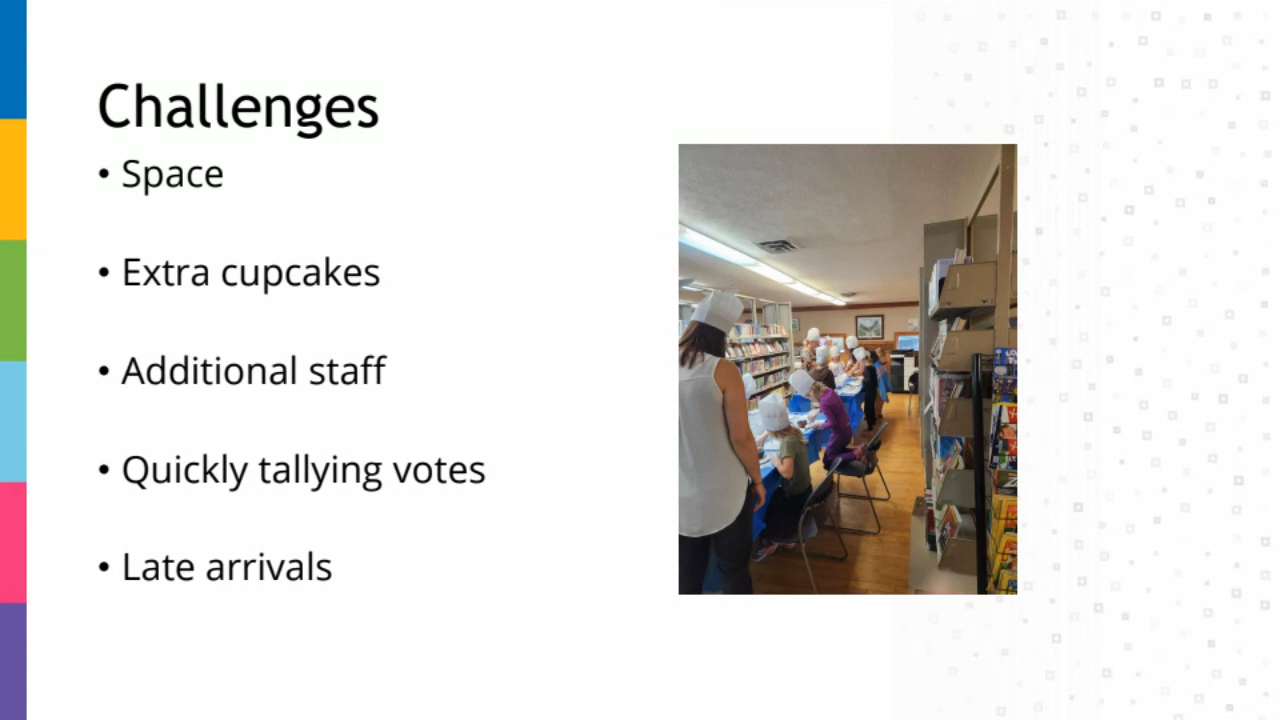 Challenges
• Space
• Extra cupcakes
• Additional staff
• Quickly tallying votes
• Late arrivals